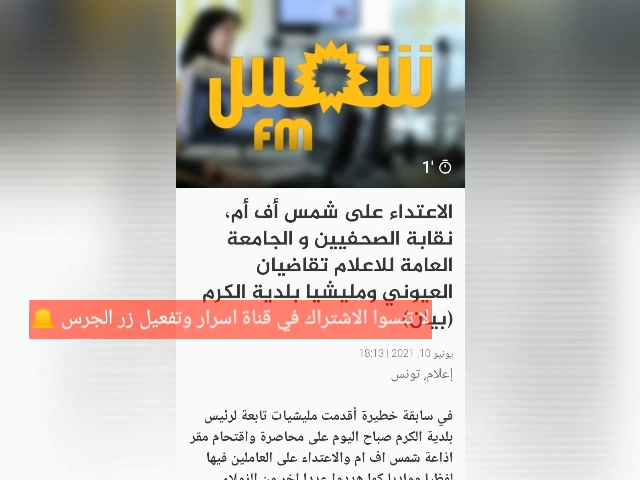 شمس
FM
1'
الاعتداء على شمس أف أم،
نقابة الصحفيين و الجامعة
العامة للاعلام تقاضيان
العيوني ومليشيا بلدية الكرم
(بيان)
لا تنسوا الاشتراك في قناة اسرار وتفعيل زر الجرس
يونيو 10, 2021 | 18:13
إعلام, تونس
في سابقة خطيرة أقدمت مليشيات تابعة لرئيس
بلدية الكرم صباح اليوم على محاصرة واقتحام مقر
اذاعة شمس اف ام والاعتداء على العاملين فيها